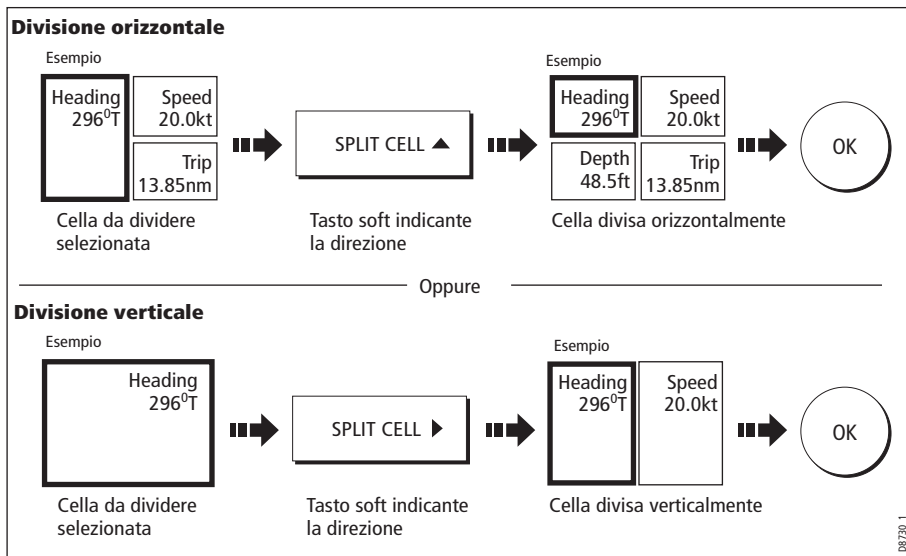 Divisione orizzontale
Esempio
Heading
296⁰T
Speed
20.0kt
Trip
13.85nm
Cella da dividere
selezionata
SPLIT CELL ▲
Tasto soft indicante
la direzione
Esempio
Heading
296⁰T
Speed
20.0kt
Depth
48.5ft
Trip
13.85nm
Cella divisa orizzontalmente
OK
Oppure
Divisione verticale
Esempio
Heading
296⁰T
Cella da dividere
selezionata
SPLIT CELL ▶
Tasto soft indicante
la direzione
Esempio
Heading
296⁰T
Speed
20.0kt
Cella divisa verticalmente
OK
D8730_1